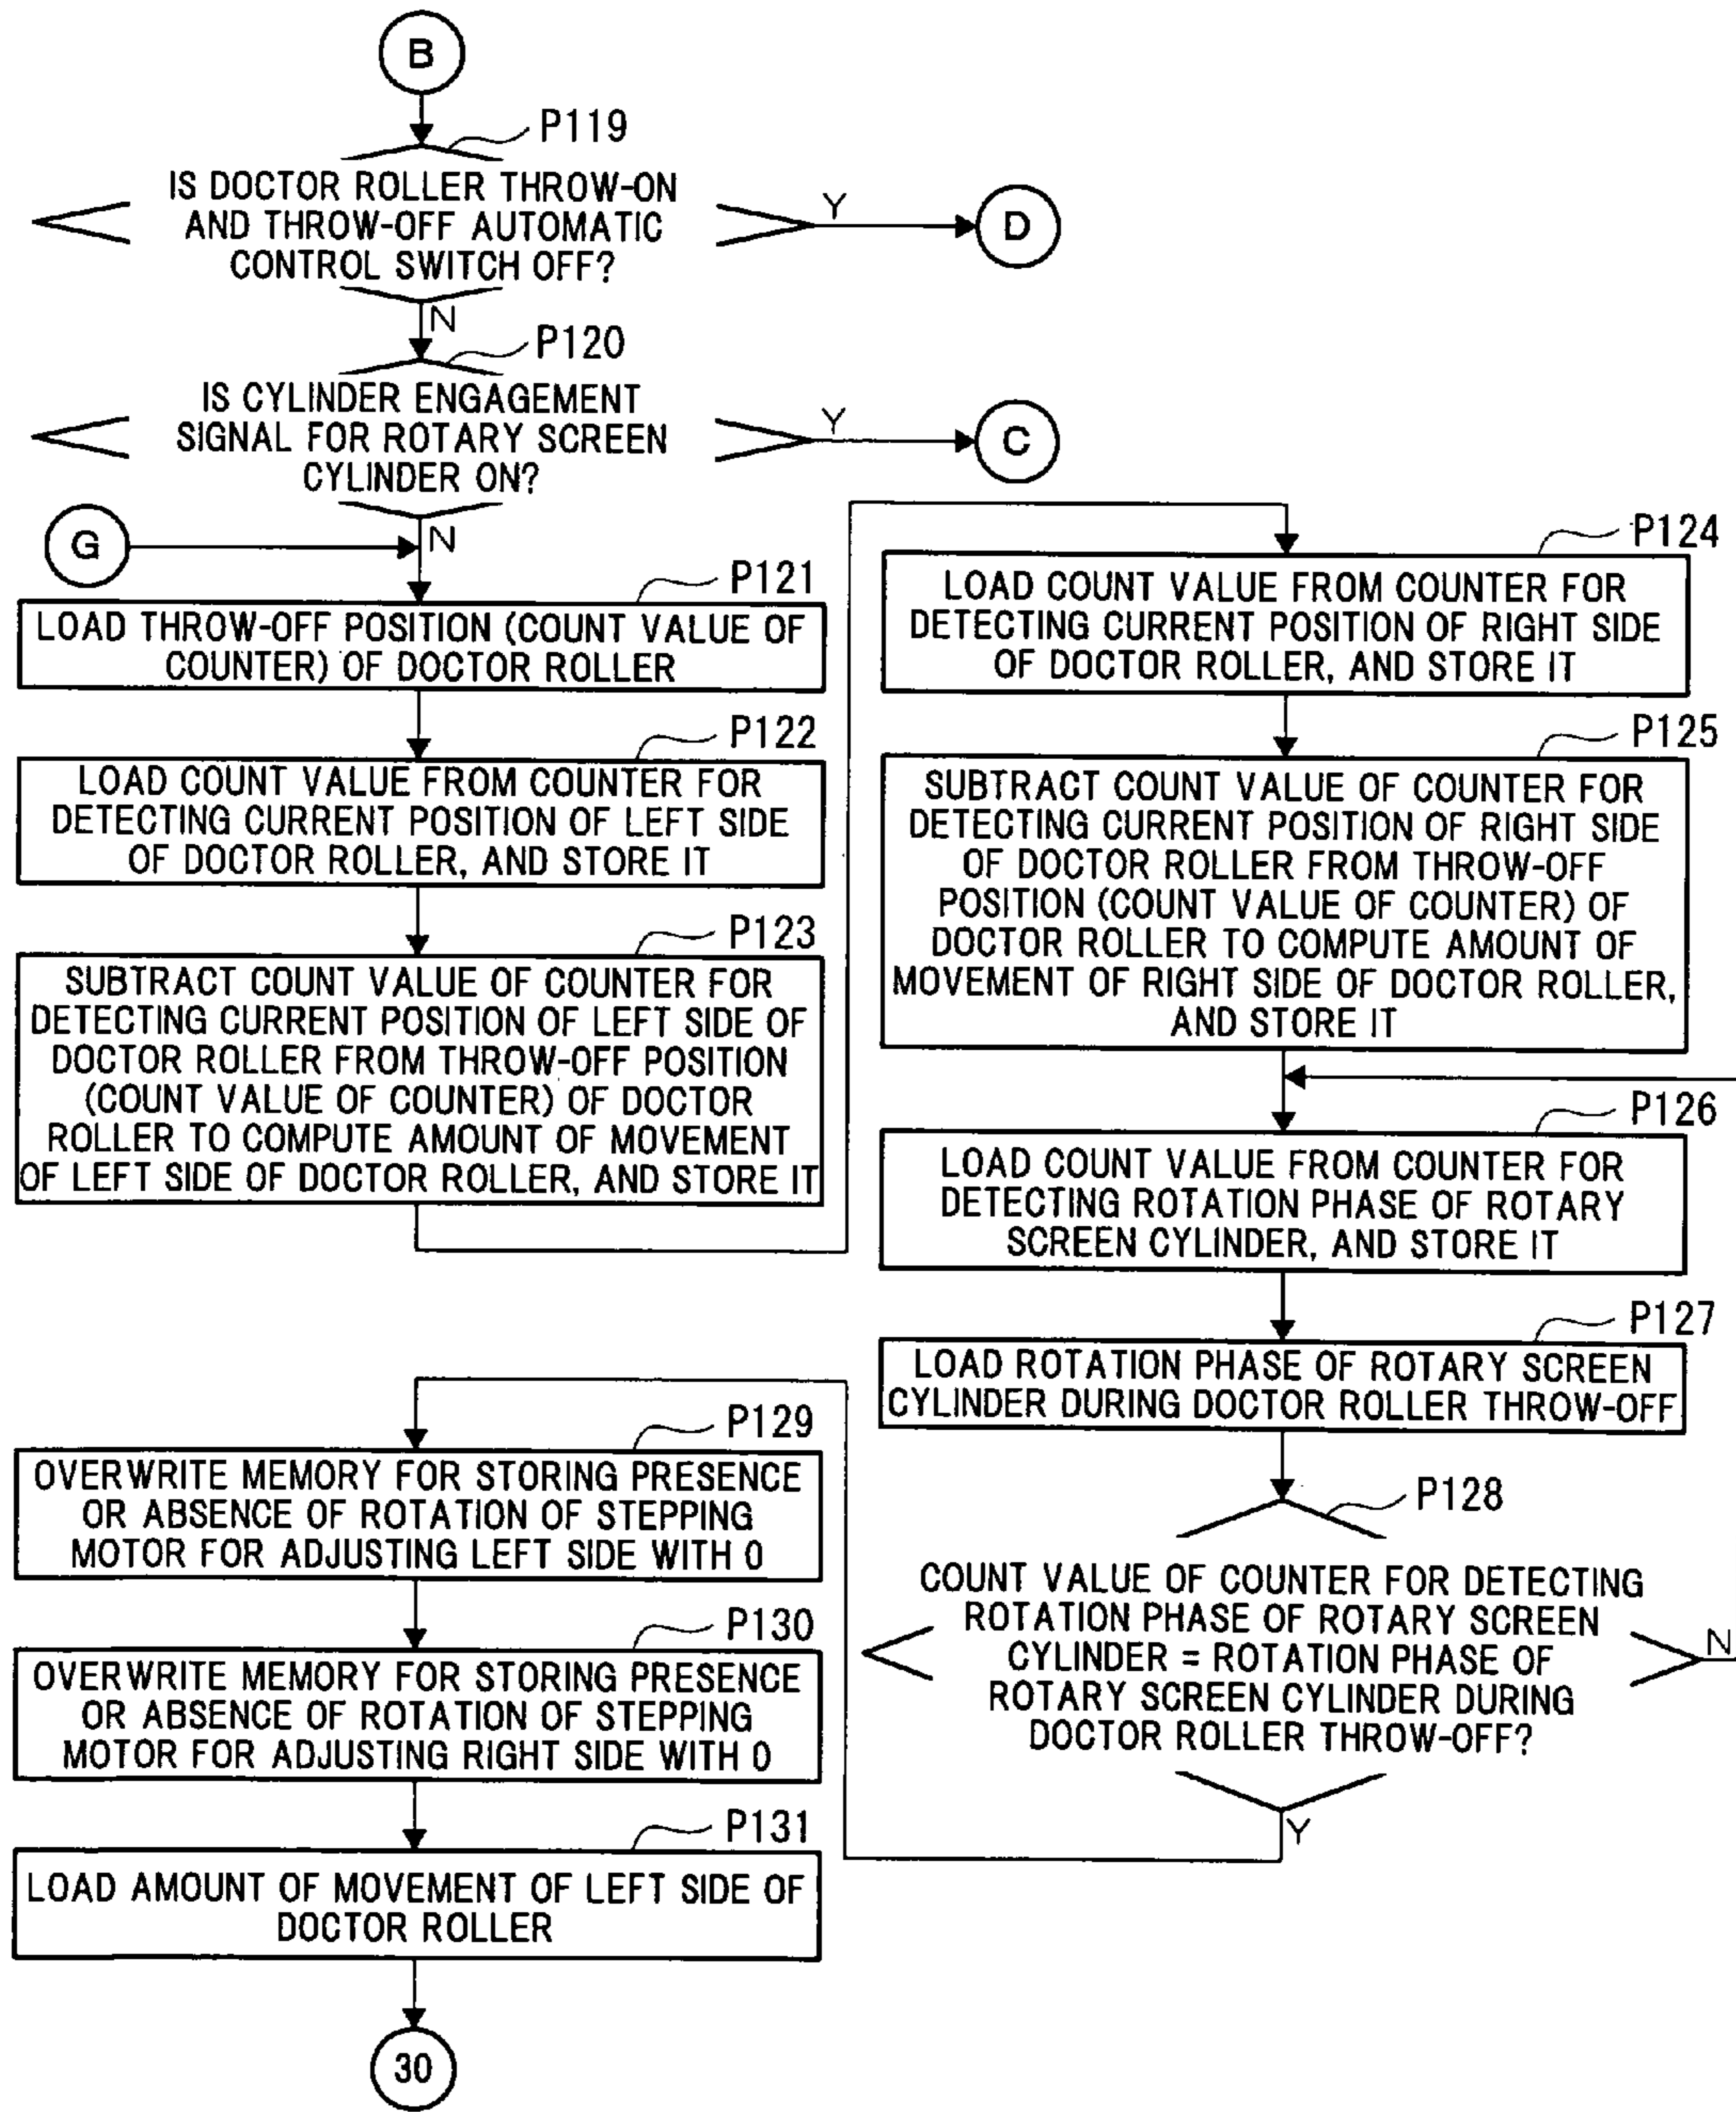 B
P119
IS DOCTOR ROLLER THROW-ON
AND THROW-OFF AUTOMATIC
CONTROL SWITCH OFF?
Y
D
N
P120
IS CYLINDER ENGAGEMENT
SIGNAL FOR ROTARY SCREEN
CYLINDER ON?
Y
C
N
G
P121
LOAD THROW-OFF POSITION (COUNT VALUE OF
COUNTER) OF DOCTOR ROLLER
P122
LOAD COUNT VALUE FROM COUNTER FOR
DETECTING CURRENT POSITION OF LEFT SIDE
OF DOCTOR ROLLER, AND STORE IT
P123
SUBTRACT COUNT VALUE OF COUNTER FOR
DETECTING CURRENT POSITION OF LEFT SIDE OF
DOCTOR ROLLER FROM THROW-OFF POSITION
(COUNT VALUE OF COUNTER) OF DOCTOR
ROLLER TO COMPUTE AMOUNT OF MOVEMENT
OF LEFT SIDE OF DOCTOR ROLLER, AND STORE IT
P124
LOAD COUNT VALUE FROM COUNTER FOR
DETECTING CURRENT POSITION OF RIGHT SIDE
OF DOCTOR ROLLER, AND STORE IT
P125
SUBTRACT COUNT VALUE OF COUNTER FOR
DETECTING CURRENT POSITION OF RIGHT SIDE
OF DOCTOR ROLLER FROM THROW-OFF
POSITION (COUNT VALUE OF COUNTER) OF
DOCTOR ROLLER TO COMPUTE AMOUNT OF
MOVEMENT OF RIGHT SIDE OF DOCTOR ROLLER,
AND STORE IT
P126
LOAD COUNT VALUE FROM COUNTER FOR
DETECTING ROTATION PHASE OF ROTARY
SCREEN CYLINDER, AND STORE IT
P127
LOAD ROTATION PHASE OF ROTARY SCREEN
CYLINDER DURING DOCTOR ROLLER THROW-OFF
P128
COUNT VALUE OF COUNTER FOR DETECTING
ROTATION PHASE OF ROTARY SCREEN
CYLINDER = ROTATION PHASE OF
ROTARY SCREEN CYLINDER DURING
DOCTOR ROLLER THROW-OFF?
N
Y
P129
OVERWRITE MEMORY FOR STORING PRESENCE
OR ABSENCE OF ROTATION OF STEPPING
MOTOR FOR ADJUSTING LEFT SIDE WITH 0
P130
OVERWRITE MEMORY FOR STORING PRESENCE
OR ABSENCE OF ROTATION OF STEPPING
MOTOR FOR ADJUSTING RIGHT SIDE WITH 0
P131
LOAD AMOUNT OF MOVEMENT OF LEFT SIDE OF
DOCTOR ROLLER
30